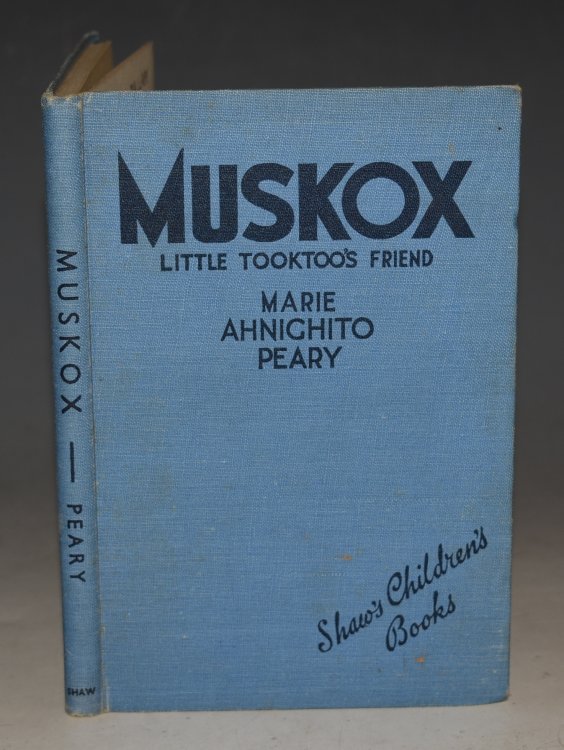 MUSKOX
LITTLE TOOKTOO'S FRIEND
MARIE
AHNIGHITO
PEARY
Shaw's Children's
Books
MUSKOX — PEARY
SHAW